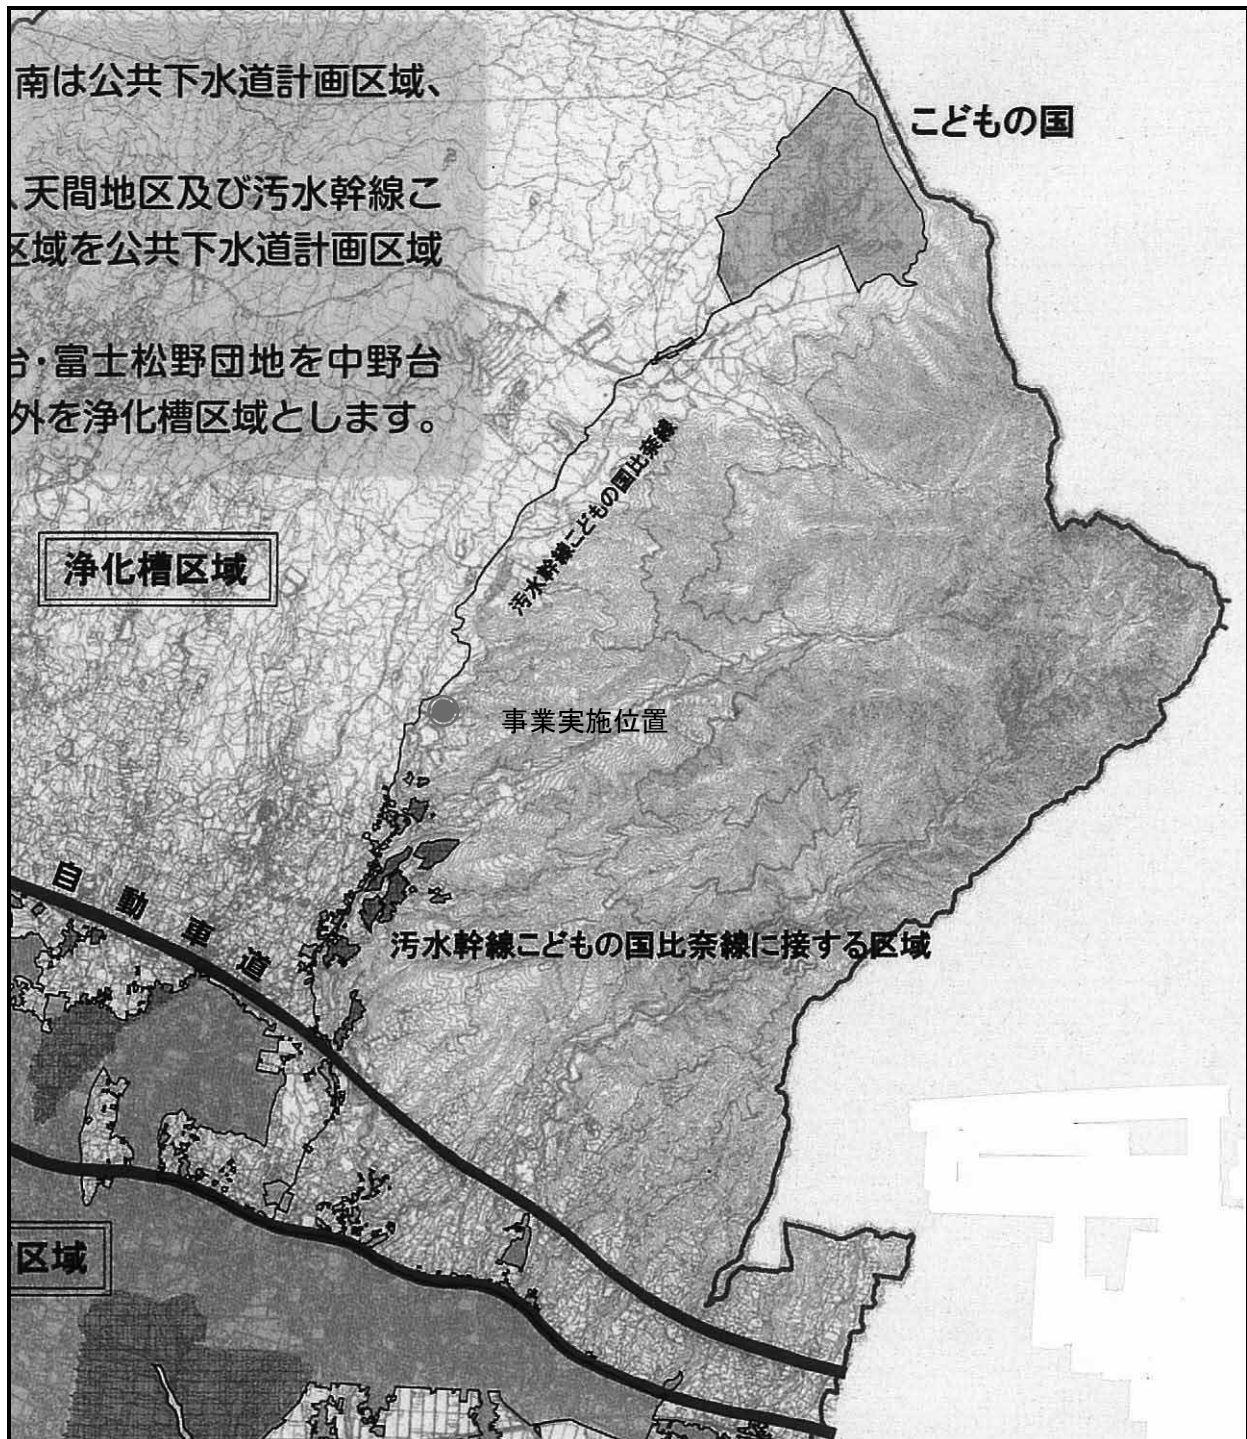 南は公共下水道計画区域、
、天間地区及び汚水幹線こ
区域を公共下水道計画区域
台・富士松野団地を中野台
外を浄化槽区域とします。
こどもの国
汚水幹線こどもの国比奈線
浄化槽区域
事業実施位置
自動車道
汚水幹線こどもの国比奈線に接する区域
区域